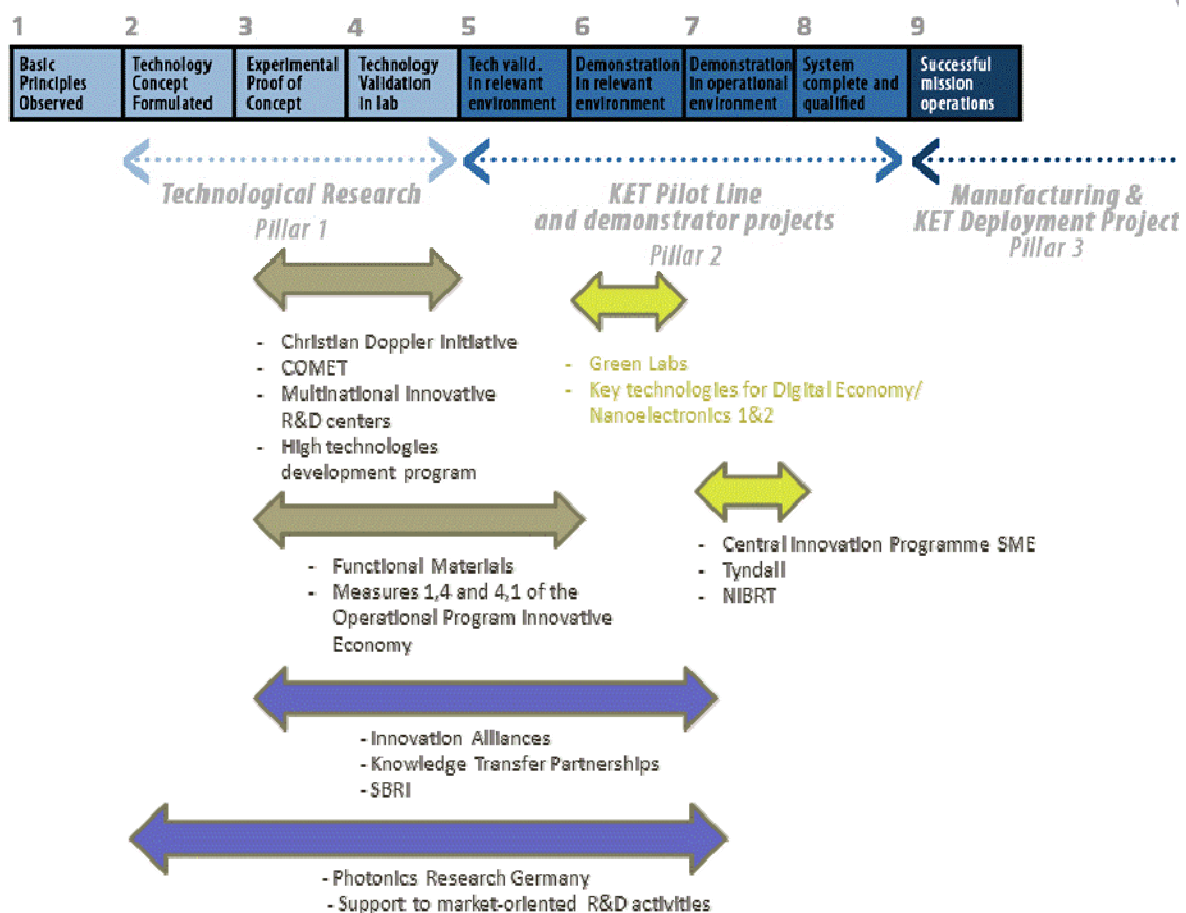 1 2 3 4 5 6 7 8 9
Basic
Principles
Observed
Technology
Concept
Formulated
Experimental
Proof of
Concept
Technology
Validation
in lab
Tech valid.
in relevant
environment
Demonstration
in relevant
environment
Demonstration
in operational
environment
System
complete and
qualified
Successful
mission
operations
Technological Research
Pillar 1
KET Pilot Line
and demonstrator projects
Pillar 2
Manufacturing &
KET Deployment Project
Pillar 3
- Christian Doppler Initiative
- COMET
- Multinational Innovative
R&D centers
- High technologies
development program
- Green Labs
- Key technologies for Digital Economy/
Nanoelectronics 1&2
- Central Innovation Programme SME
- Tyndall
- NIBRT
- Functional Materials
- Measures 1,4 and 4,1 of the
Operational Program Innovative
Economy
- Innovation Alliances
- Knowledge Transfer Partnerships
- SBRI
- Photonics Research Germany
- Support to market-oriented R&D activities